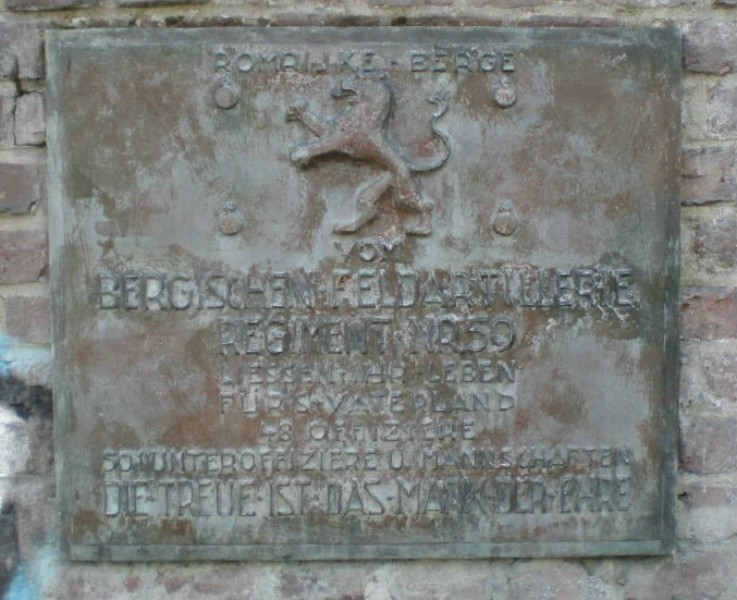 ROMRIJKE · BERGE
VOM
BERGISCHEN · FELDARTILLERIE
REGIMENT NR 59
LIESSEN · IHR · LEBEN
FÜR'S · VATERLAND
48 OFFIZIERE
501 UNTEROFFIZIERE U. MANNSCHAFTEN
DIE · TREUE · IST · DAS · MARK · DER · EHRE